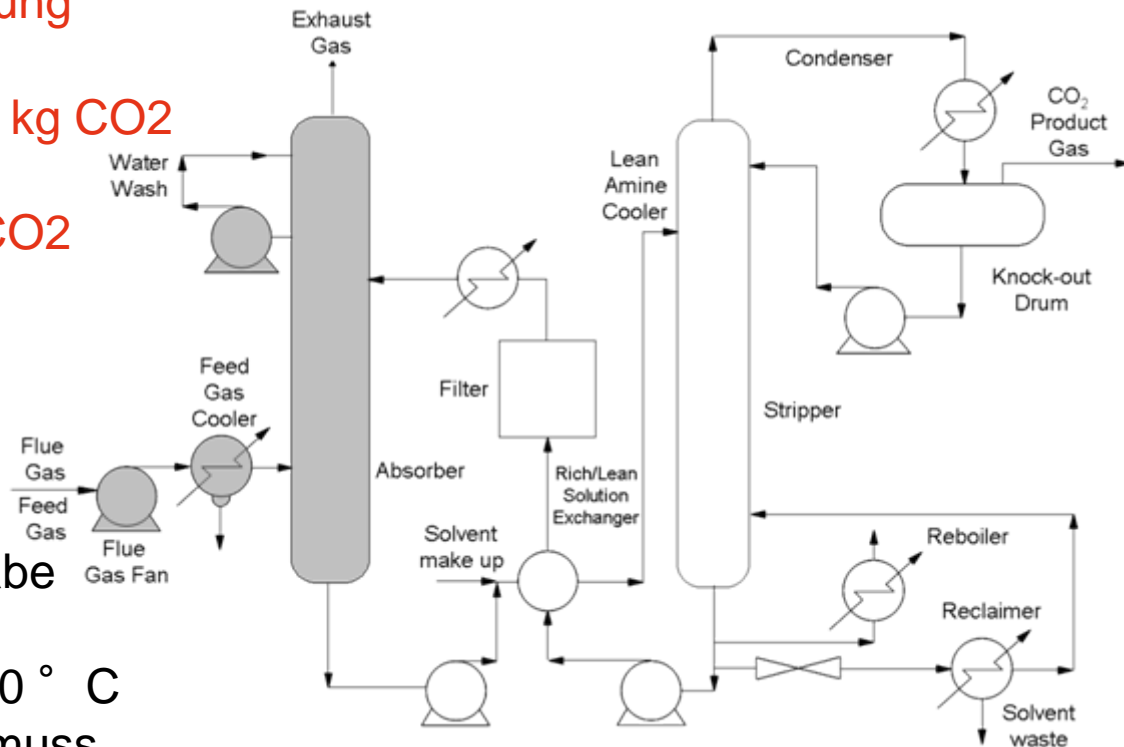 ung
kg CO2
CO2
be
0 ° C
muss
Exhaust
Gas
Water
Wash
Feed
Gas
Cooler
Flue
Gas
Feed
Gas
Flue
Gas Fan
Absorber
Filter
Solvent
make up
Rich/Lean
Solution
Exchanger
Lean
Amine
Cooler
Condenser
CO₂
Product
Gas
Knock-out
Drum
Stripper
Reboiler
Reclaimer
Solvent
waste